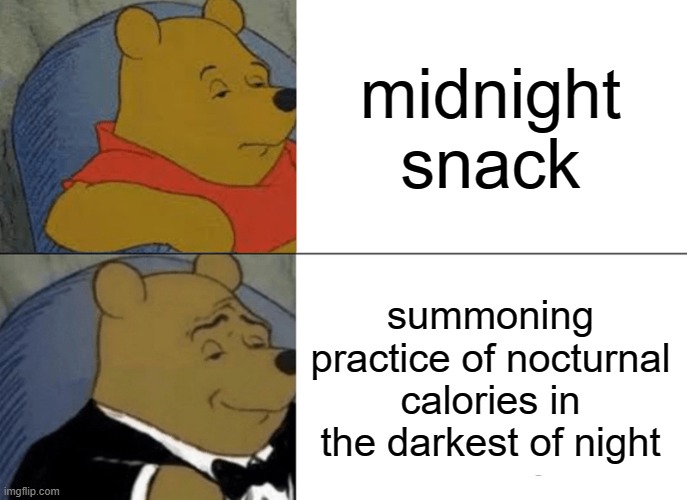 midnight
snack
summoning
practice of nocturnal
calories in
the darkest of night
imgflip.com